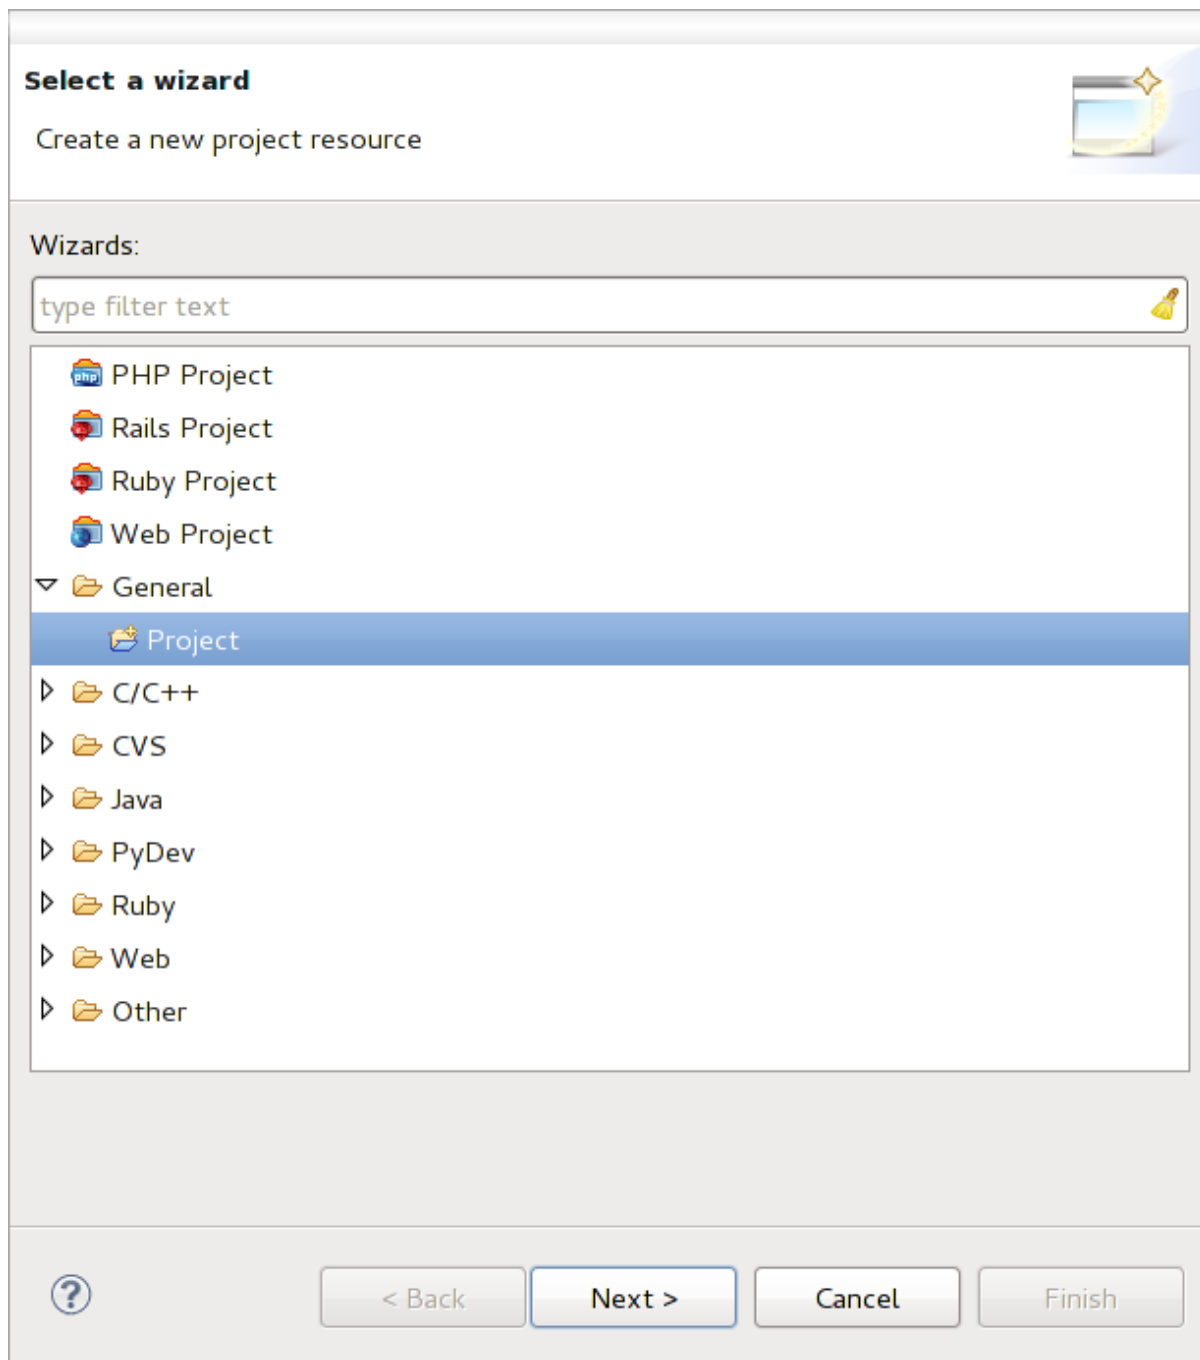 Select a wizard
Create a new project resource
Wizards:
type filter text
php PHP Project
Rails Project
Ruby Project
Web Project
General
Project
C/C++
CVS
Java
PyDev
Ruby
Web
Other
? < Back Next > Cancel Finish